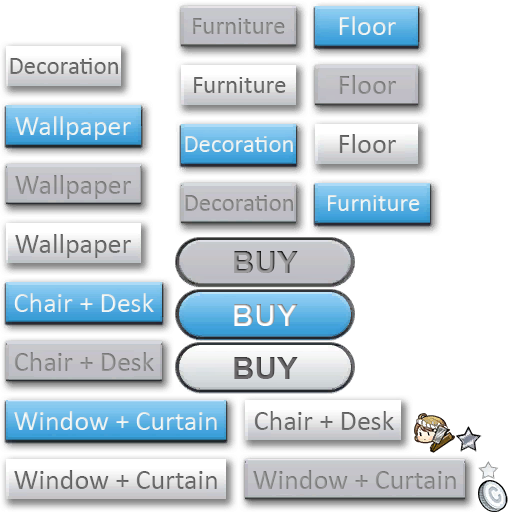 Furniture Floor
Decoration Furniture Floor
Wallpaper Decoration Floor
Wallpaper Decoration Furniture
Wallpaper BUY
Chair + Desk BUY
Chair + Desk BUY
Window + Curtain Chair + Desk
Window + Curtain Window + Curtain